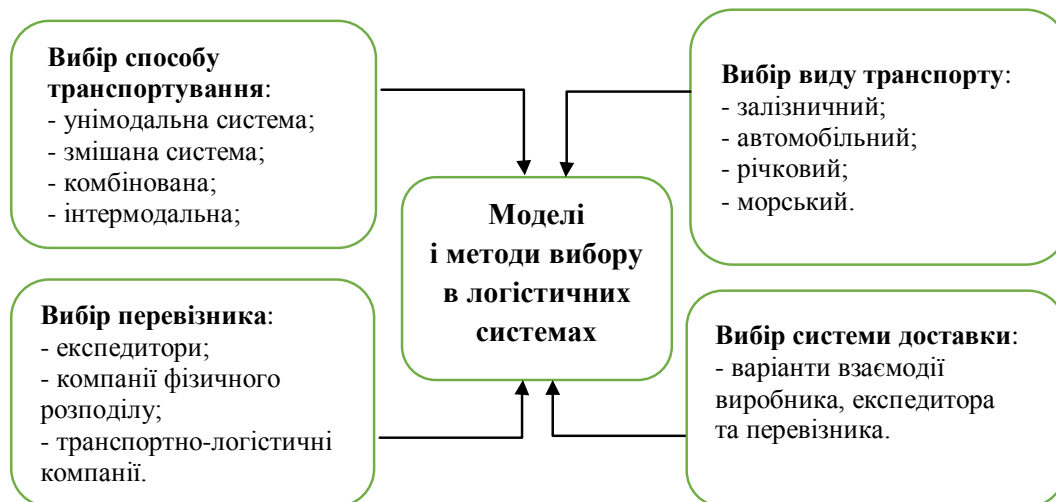 Вибір способу
транспортування:
- унімодальна система;
- змішана система;
- комбінована;
- інтермодальна;
Вибір виду транспорту:
- залізничний;
- автомобільний;
- річковий;
- морський.
Моделі
і методи вибору
в логістичних
системах
Вибір перевізника:
- експедитори;
- компанії фізичного
розподілу;
- транспортно-логістичні
компанії.
Вибір системи доставки:
- варіанти взаємодії
виробника, експедитора
та перевізника.